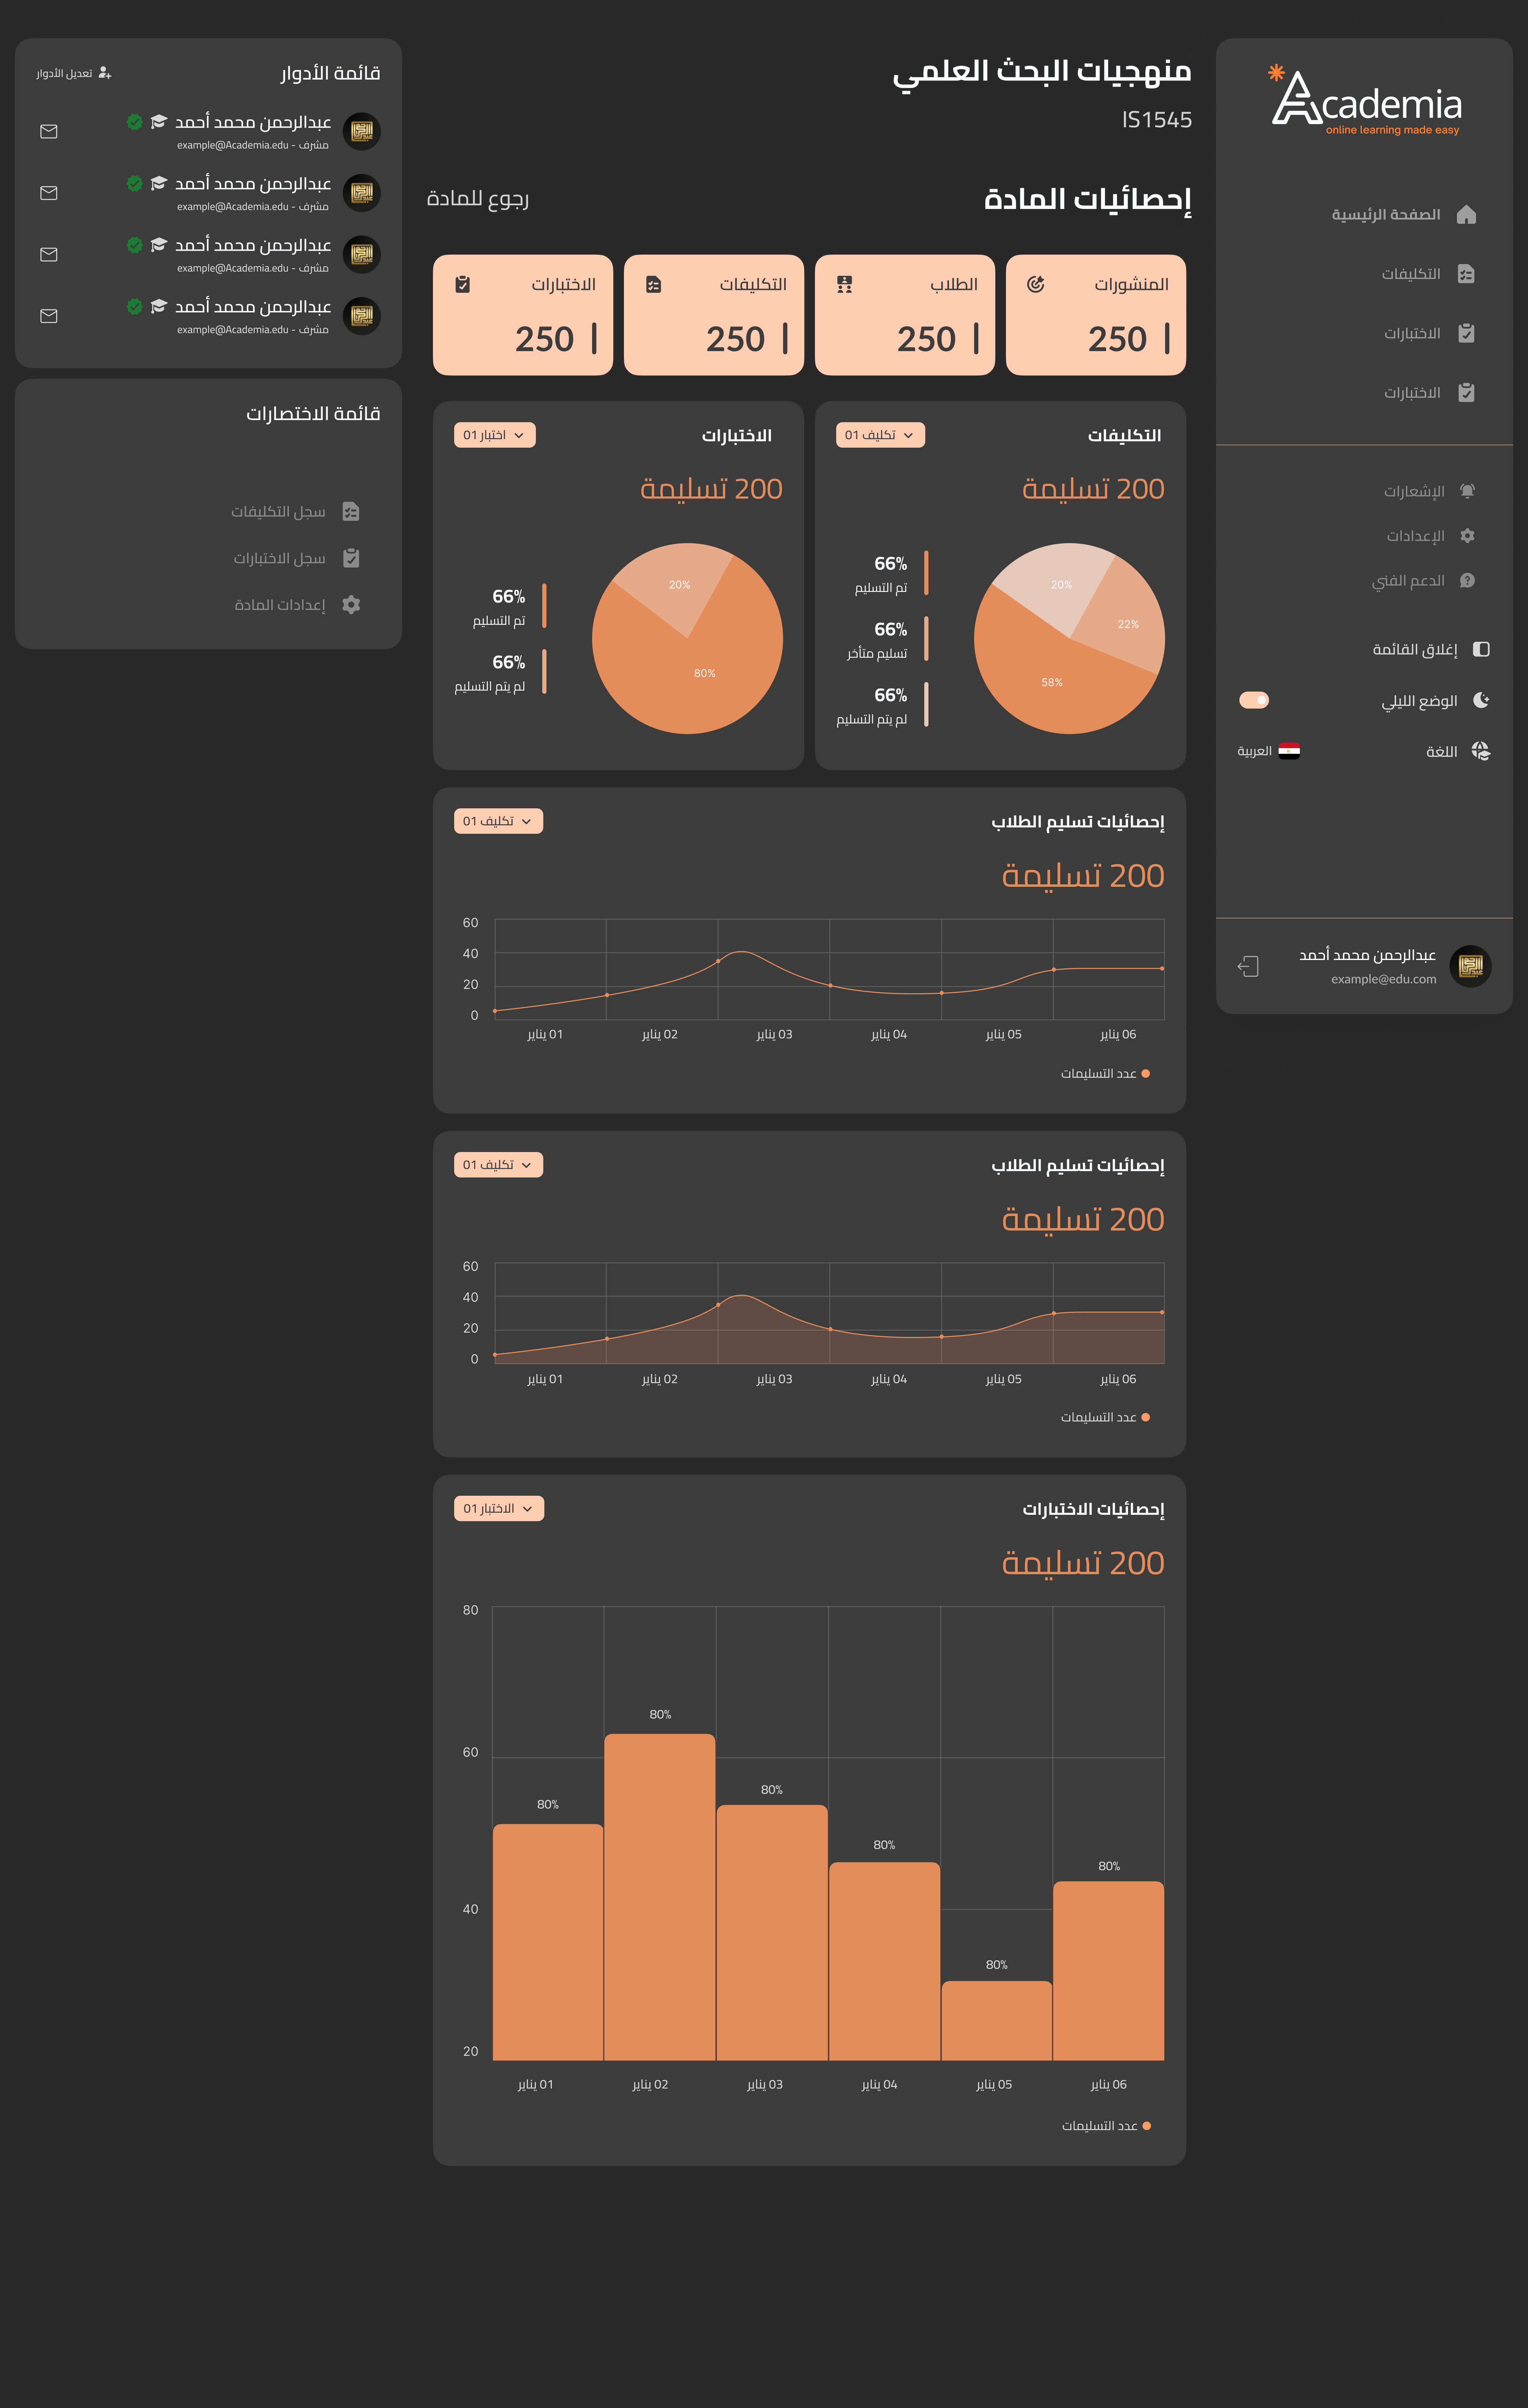 Academia
online learning made easy
الصفحة الرئيسية
التكليفات
الاختبارات
الاختبارات
الإشعارات
الإعدادات
الدعم الفني
إغلاق القائمة
الوضع الليلي
اللغة العربية
عبدالرحمن محمد أحمد
example@edu.com
منهجيات البحث العلمي
IS1545
إحصائيات المادة
رجوع للمادة
المنشورات
250
الطلاب
250
التكليفات
250
الاختبارات
250
التكليفات
تكليف 01
200 تسليمة
20%
22%
58%
66%
تم التسليم
66%
تسليم متأخر
66%
لم يتم التسليم
الاختبارات
اختبار 01
200 تسليمة
20%
80%
66%
تم التسليم
66%
لم يتم التسليم
إحصائيات تسليم الطلاب
تكليف 01
200 تسليمة
60
40
20
0
01 يناير
02 يناير
03 يناير
04 يناير
05 يناير
06 يناير
عدد التسليمات
إحصائيات تسليم الطلاب
تكليف 01
200 تسليمة
60
40
20
0
01 يناير
02 يناير
03 يناير
04 يناير
05 يناير
06 يناير
عدد التسليمات
إحصائيات الاختبارات
الاختبار 01
200 تسليمة
80
60
40
20
80%
80%
80%
80%
80%
80%
01 يناير
02 يناير
03 يناير
04 يناير
05 يناير
06 يناير
عدد التسليمات
قائمة الأدوار
تعديل الأدوار
عبدالرحمن محمد أحمد
مشرف - example@Academia.edu
عبدالرحمن محمد أحمد
مشرف - example@Academia.edu
عبدالرحمن محمد أحمد
مشرف - example@Academia.edu
عبدالرحمن محمد أحمد
مشرف - example@Academia.edu
قائمة الاختصارات
سجل التكليفات
سجل الاختبارات
إعدادات المادة